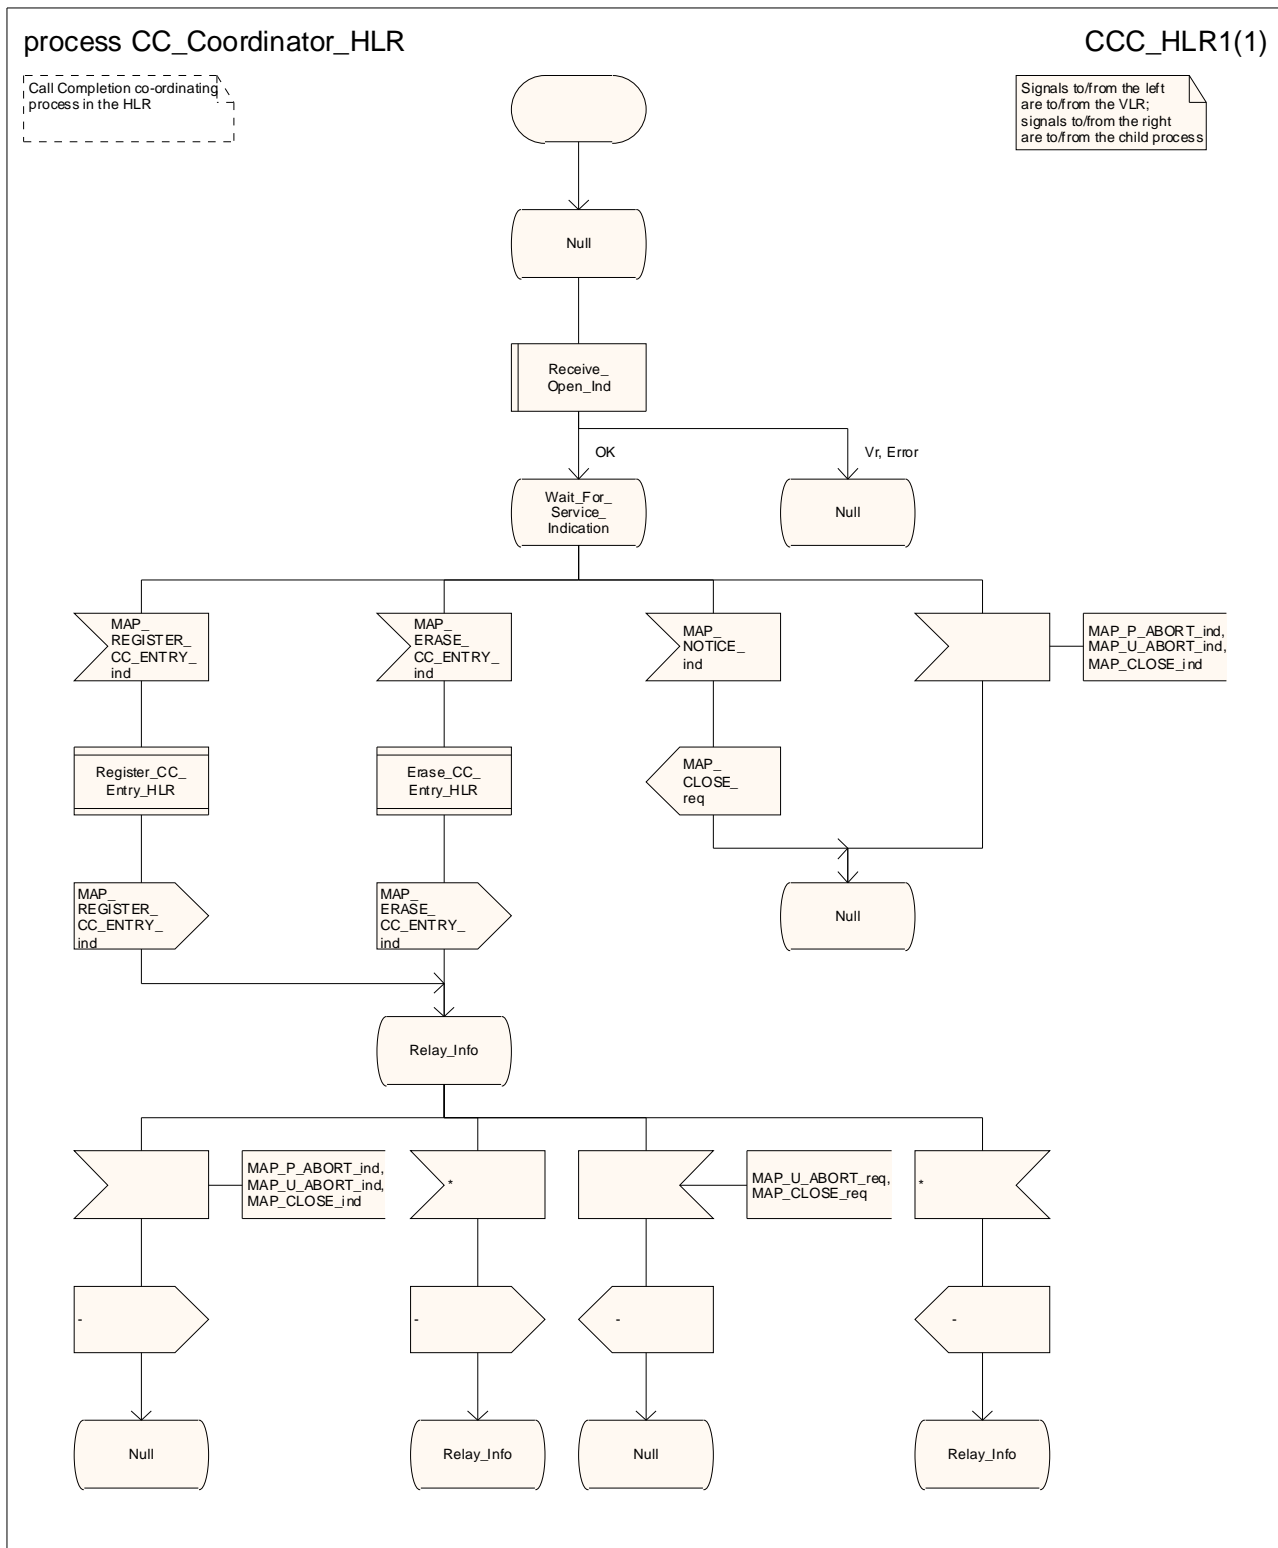 process CC_Coordinator_HLR
CCC_HLR1(1)
Call Completion co-ordinating
process in the HLR
Signals to/from the left
are to/from the VLR;
signals to/from the right
are to/from the child process
Null
Receive_
Open_Ind
OK
Vr, Error
Wait_For_
Service_
Indication
Null
MAP_
REGISTER_
CC_ENTRY_
ind
MAP_
ERASE_
CC_ENTRY_
ind
MAP_
NOTICE_
ind
MAP_P_ABORT_ind,
MAP_U_ABORT_ind,
MAP_CLOSE_ind
Register_CC_
Entry_HLR
Erase_CC_
Entry_HLR
MAP_
CLOSE_
req
MAP_
REGISTER_
CC_ENTRY_
ind
MAP_
ERASE_
CC_ENTRY_
ind
Null
Relay_Info
MAP_P_ABORT_ind,
MAP_U_ABORT_ind,
MAP_CLOSE_ind
*
MAP_U_ABORT_req,
MAP_CLOSE_req
*
-
-
-
-
Null
Relay_Info
Null
Relay_Info